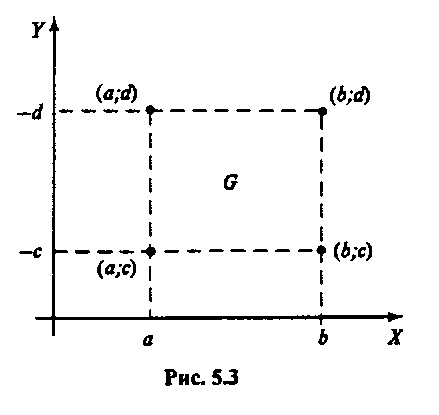 Y
(a;d) (b;d)
–d
G
–c
(a;c) (b;c)
a b X
Рис. 5.3